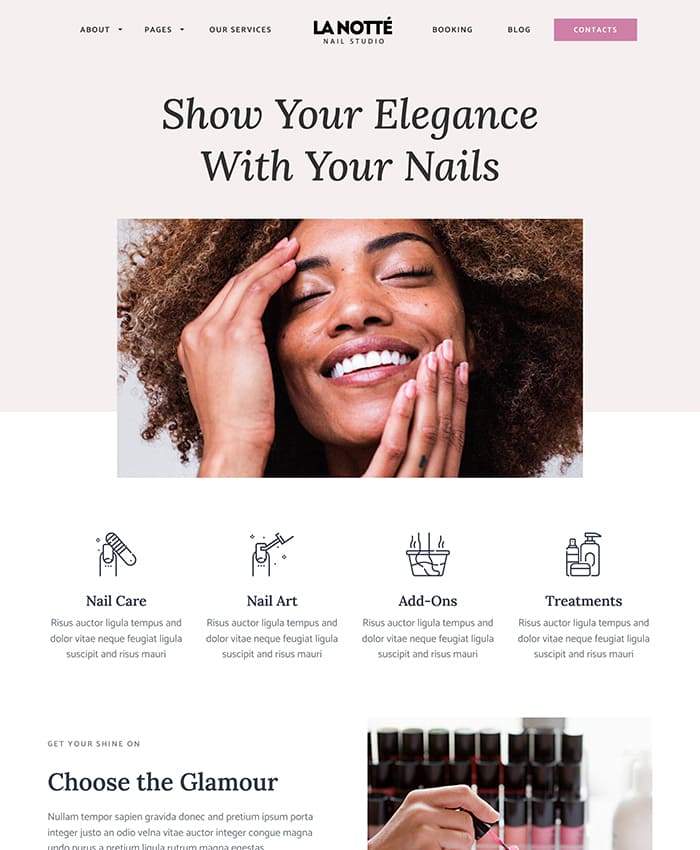 ABOUT PAGES OUR SERVICES LA NOTTÉ BOOKING BLOG CONTACTS
NAIL STUDIO
Show Your Elegance
With Your Nails
Nail Care
Risus auctor ligula tempus and
dolor vitae neque feugiat ligula
suscipit and risus mauri
Nail Art
Risus auctor ligula tempus and
dolor vitae neque feugiat ligula
suscipit and risus mauri
Add-Ons
Risus auctor ligula tempus and
dolor vitae neque feugiat ligula
suscipit and risus mauri
Treatments
Risus auctor ligula tempus and
dolor vitae neque feugiat ligula
suscipit and risus mauri
GET YOUR SHINE ON
Choose the Glamour
Nullam tempor sapien gravida donec and pretium ipsum porta
integer justo an odio velna vitae auctor integer congue magna
undo purus a pretium ligula rutrum magna egestas